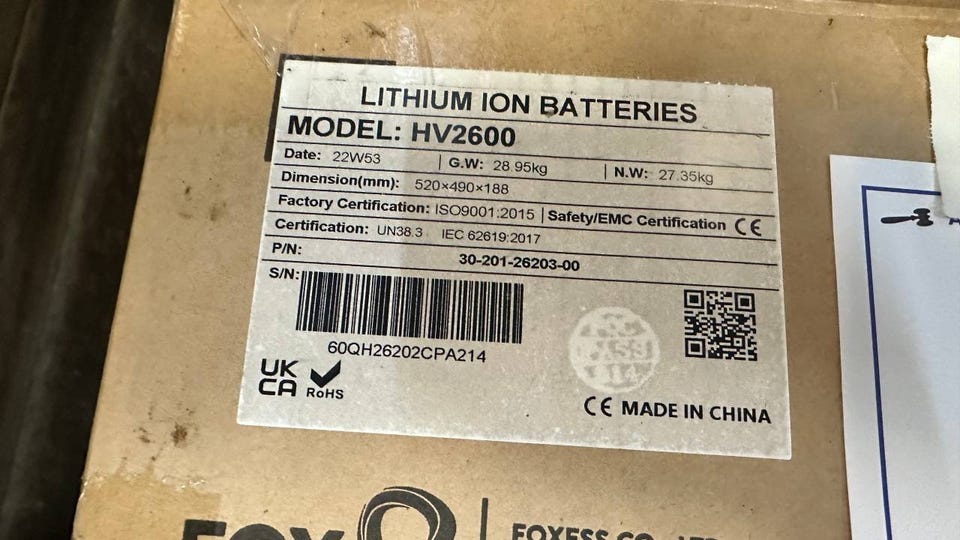 LITHIUM ION BATTERIES
MODEL: HV2600
Date: 22W53 G.W: 28.95kg N.W: 27.35kg
Dimension(mm): 520×490×188
Factory Certification: ISO9001:2015 Safety/EMC Certification CE
Certification: UN38.3 IEC 62619:2017
P/N: 30-201-26203-00
S/N:
60QH26202CPA214
UK
CA RoHS
CE MADE IN CHINA
FOX FOXESS CO